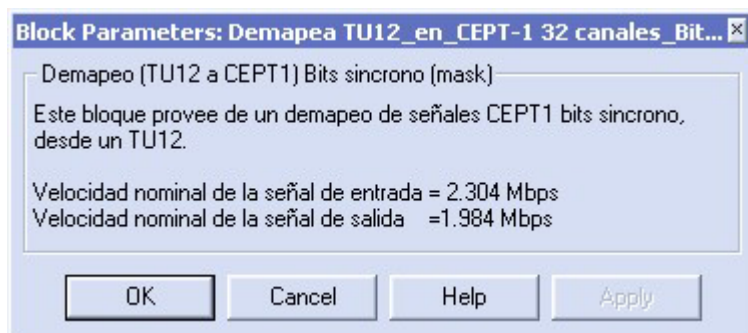 Block Parameters: Demapea TU12_en_CEPT-1 32 canales_Bit...
Demapeo (TU12 a CEPT1) Bits sincrono (mask)
Este bloque provee de un demapeo de señales CEPT1 bits sincrono,
desde un TU12.
Velocidad nominal de la señal de entrada = 2.304 Mbps
Velocidad nominal de la señal de salida =1.984 Mbps
OK Cancel Help Apply